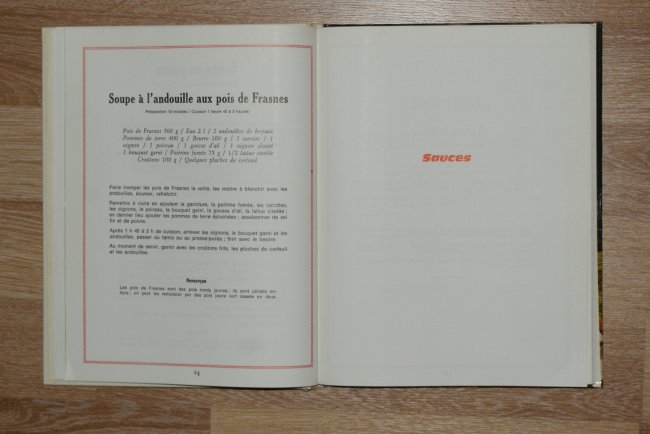 Soupe à l'andouille aux pois de Frasnes
Préparation 10 minutes / Cuisson 1 heure 45 à 2 heures
Pois de Frasnes 500 g / Eau 2 l / 2 andouilles de boyaux
Pommes de terre 400 g / Beurre 100 g / 1 carotte / 1
oignon / 1 poireau / 1 gousse d'ail / 1 oignon clouté
1 bouquet garni / Poitrine fumée 75 g / 1/2 laitue ciselée
Croûtons 100 g / Quelques pluches de cerfeuil
Faire tremper les pois de Frasnes la veille, les mettre à blanchir avec les
andouilles, écumer, rafraîchir.
Remettre à cuire en ajoutant la garniture, la poitrine fumée, les carottes,
les oignons, le poireau, le bouquet garni, la gousse d'ail, la laitue ciselée ;
en dernier lieu ajouter les pommes de terre épluchées ; assaisonner de sel
fin et de poivre.
Après 1 h 45 à 2 h de cuisson, enlever les oignons, le bouquet garni et les
andouilles, passer au tamis ou au presse-purée ; finir avec le beurre.
Au moment de servir, garnir avec les croûtons frits, les pluches de cerfeuil
et les andouilles.
Remarque
Les pois de Frasnes sont des pois ronds jaunes ; ils sont utilisés en-
tiers ; on peut les remplacer par des pois jaune vert cassés en deux.
24
Sauces